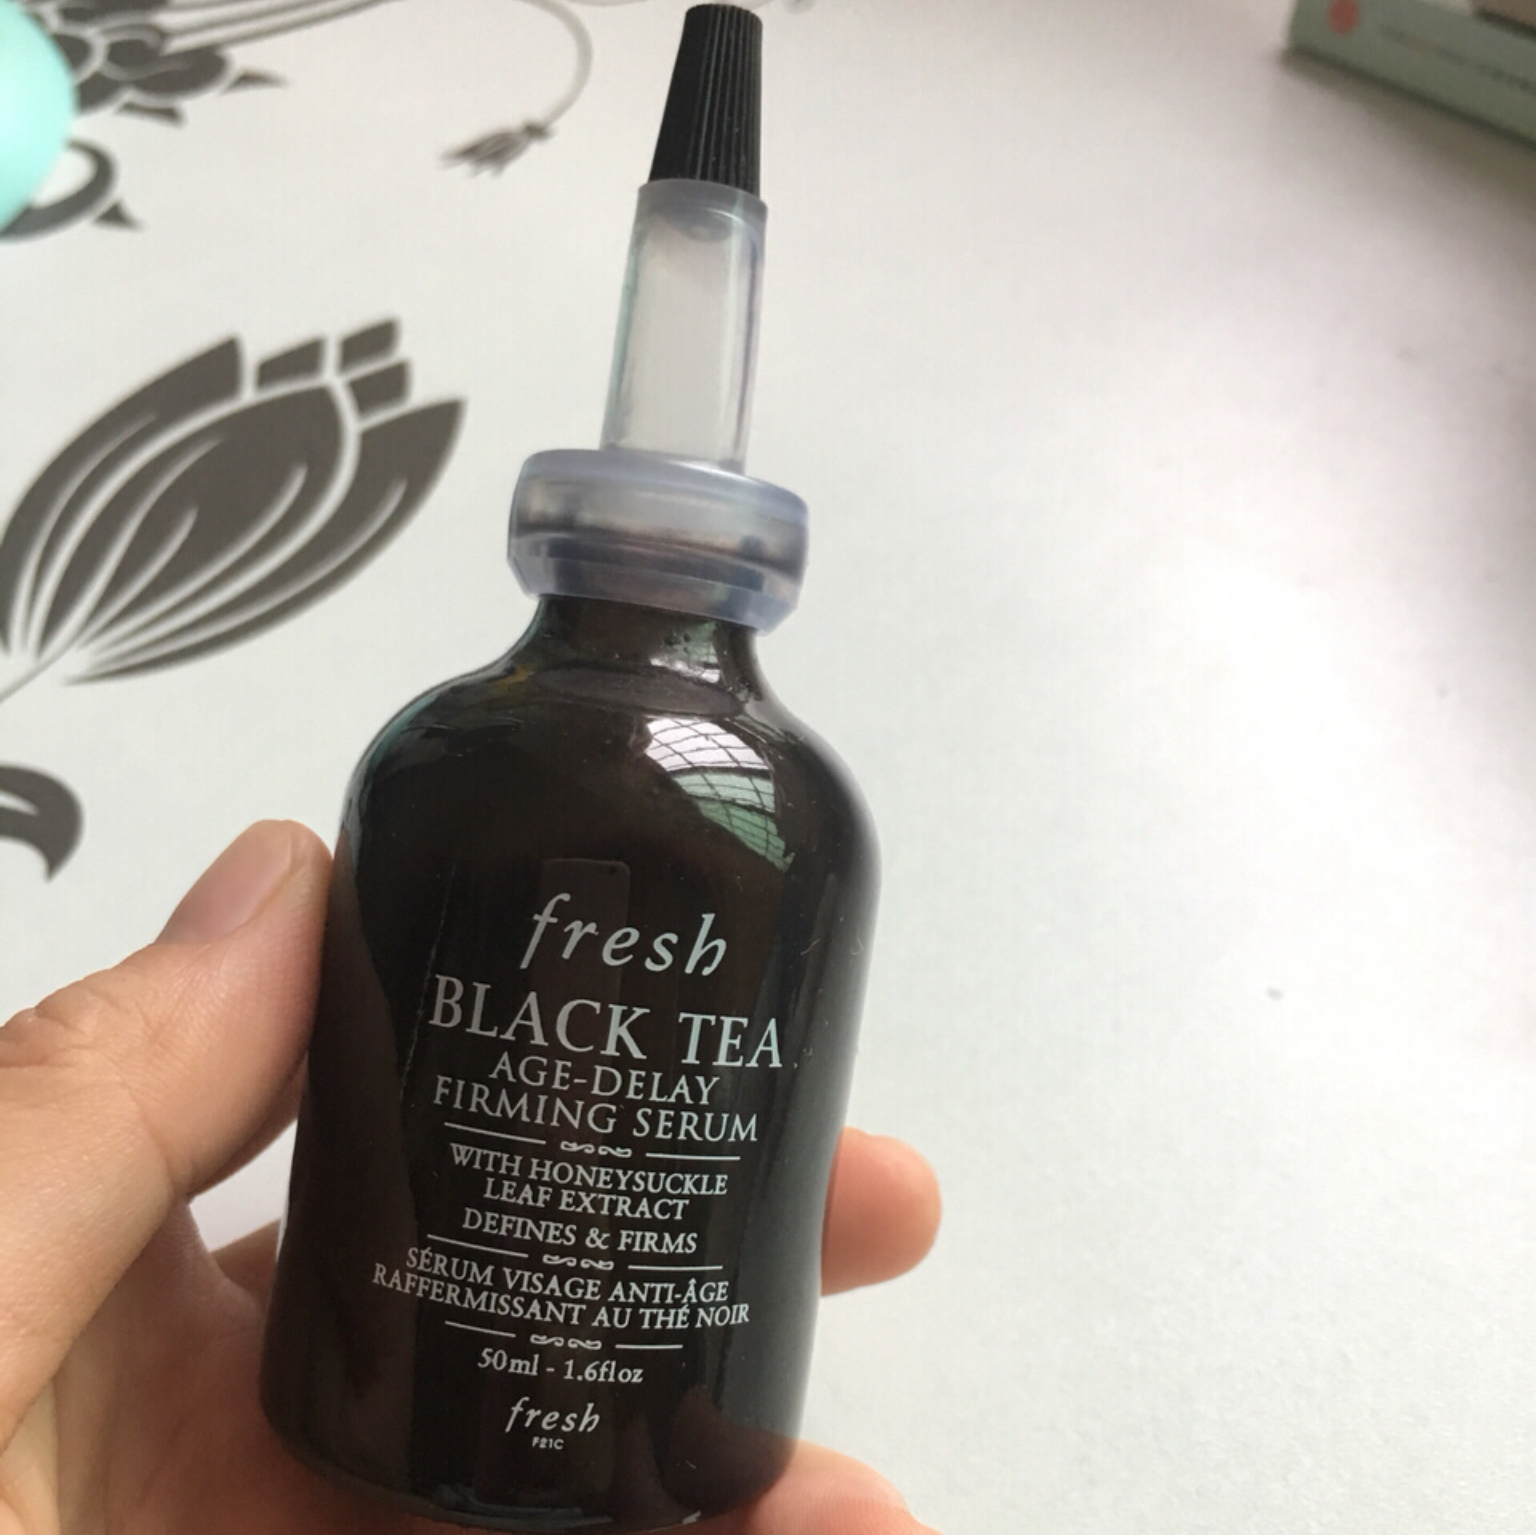 fresh
BLACK TEA
AGE-DELAY
FIRMING SERUM
WITH HONEYSUCKLE
LEAF EXTRACT
DEFINES & FIRMS
SÉRUM VISAGE ANTI-ÂGE
RAFFERMISSANT AU THÉ NOIR
50ml - 1.6fl oz
fresh
F21C